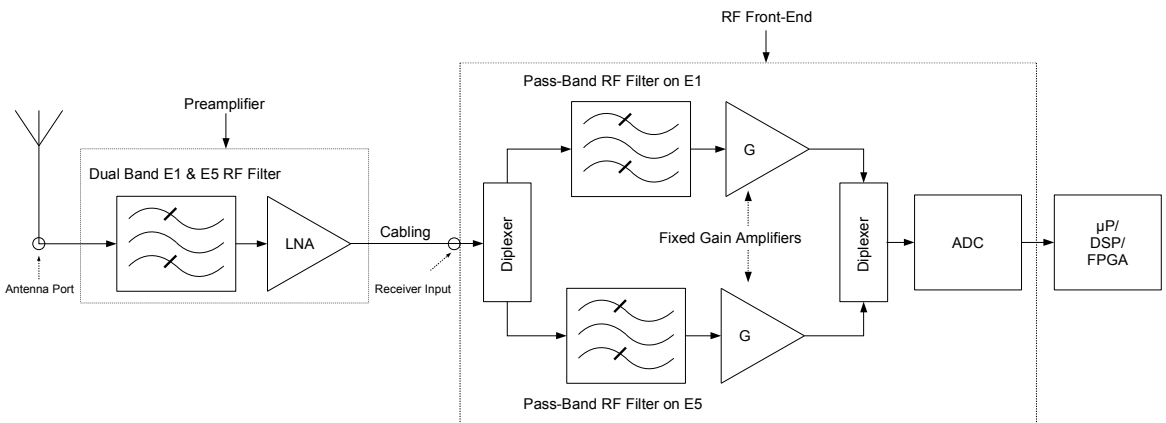 RF Front-End
Pass-Band RF Filter on E1
Preamplifier
Dual Band E1 & E5 RF Filter
G
LNA
Cabling
Diplexer
Fixed Gain Amplifiers
Diplexer
ADC
µP/
DSP/
FPGA
Antenna Port
Receiver Input
G
Pass-Band RF Filter on E5